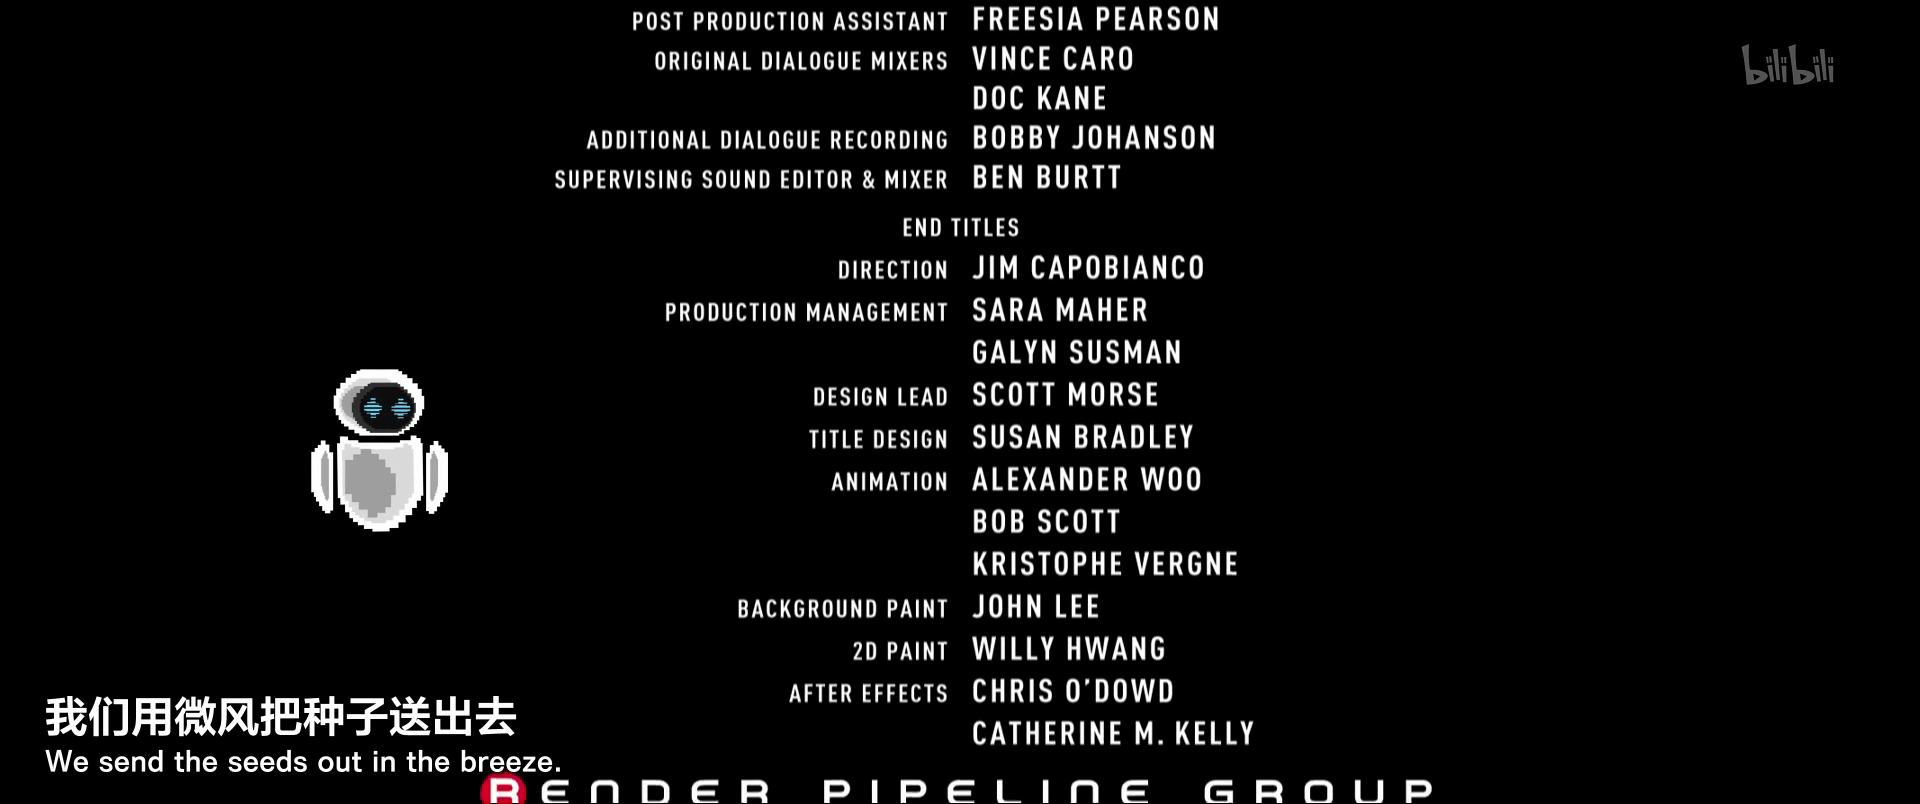 POST PRODUCTION ASSISTANT FREESIA PEARSON
ORIGINAL DIALOGUE MIXERS VINCE CARO
DOC KANE
ADDITIONAL DIALOGUE RECORDING BOBBY JOHANSON
SUPERVISING SOUND EDITOR & MIXER BEN BURTT
END TITLES
DIRECTION JIM CAPOBIANCO
PRODUCTION MANAGEMENT SARA MAHER
GALYN SUSMAN
DESIGN LEAD SCOTT MORSE
TITLE DESIGN SUSAN BRADLEY
ANIMATION ALEXANDER WOO
BOB SCOTT
KRISTOPHE VERGNE
BACKGROUND PAINT JOHN LEE
2D PAINT WILLY HWANG
AFTER EFFECTS CHRIS O'DOWD
CATHERINE M. KELLY
RENDER PIPELINE GROUP
我们用微风把种子送出去
We send the seeds out in the breeze.
bilibili